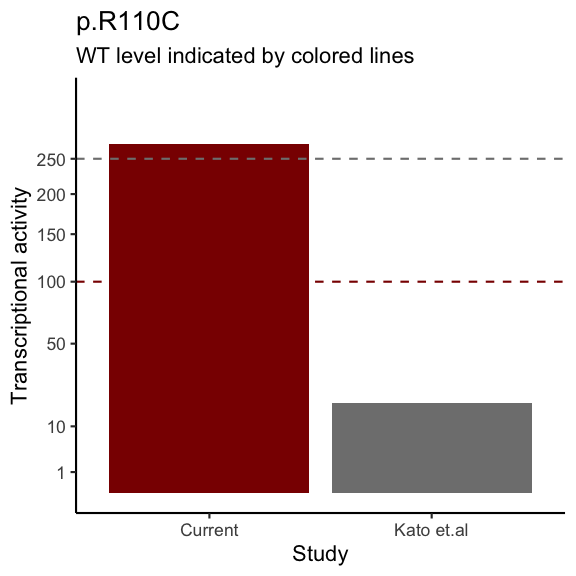 p.R110C
WT level indicated by colored lines
Transcriptional activity
250
200
150
100
50
10
1
Current
Kato et.al
Study